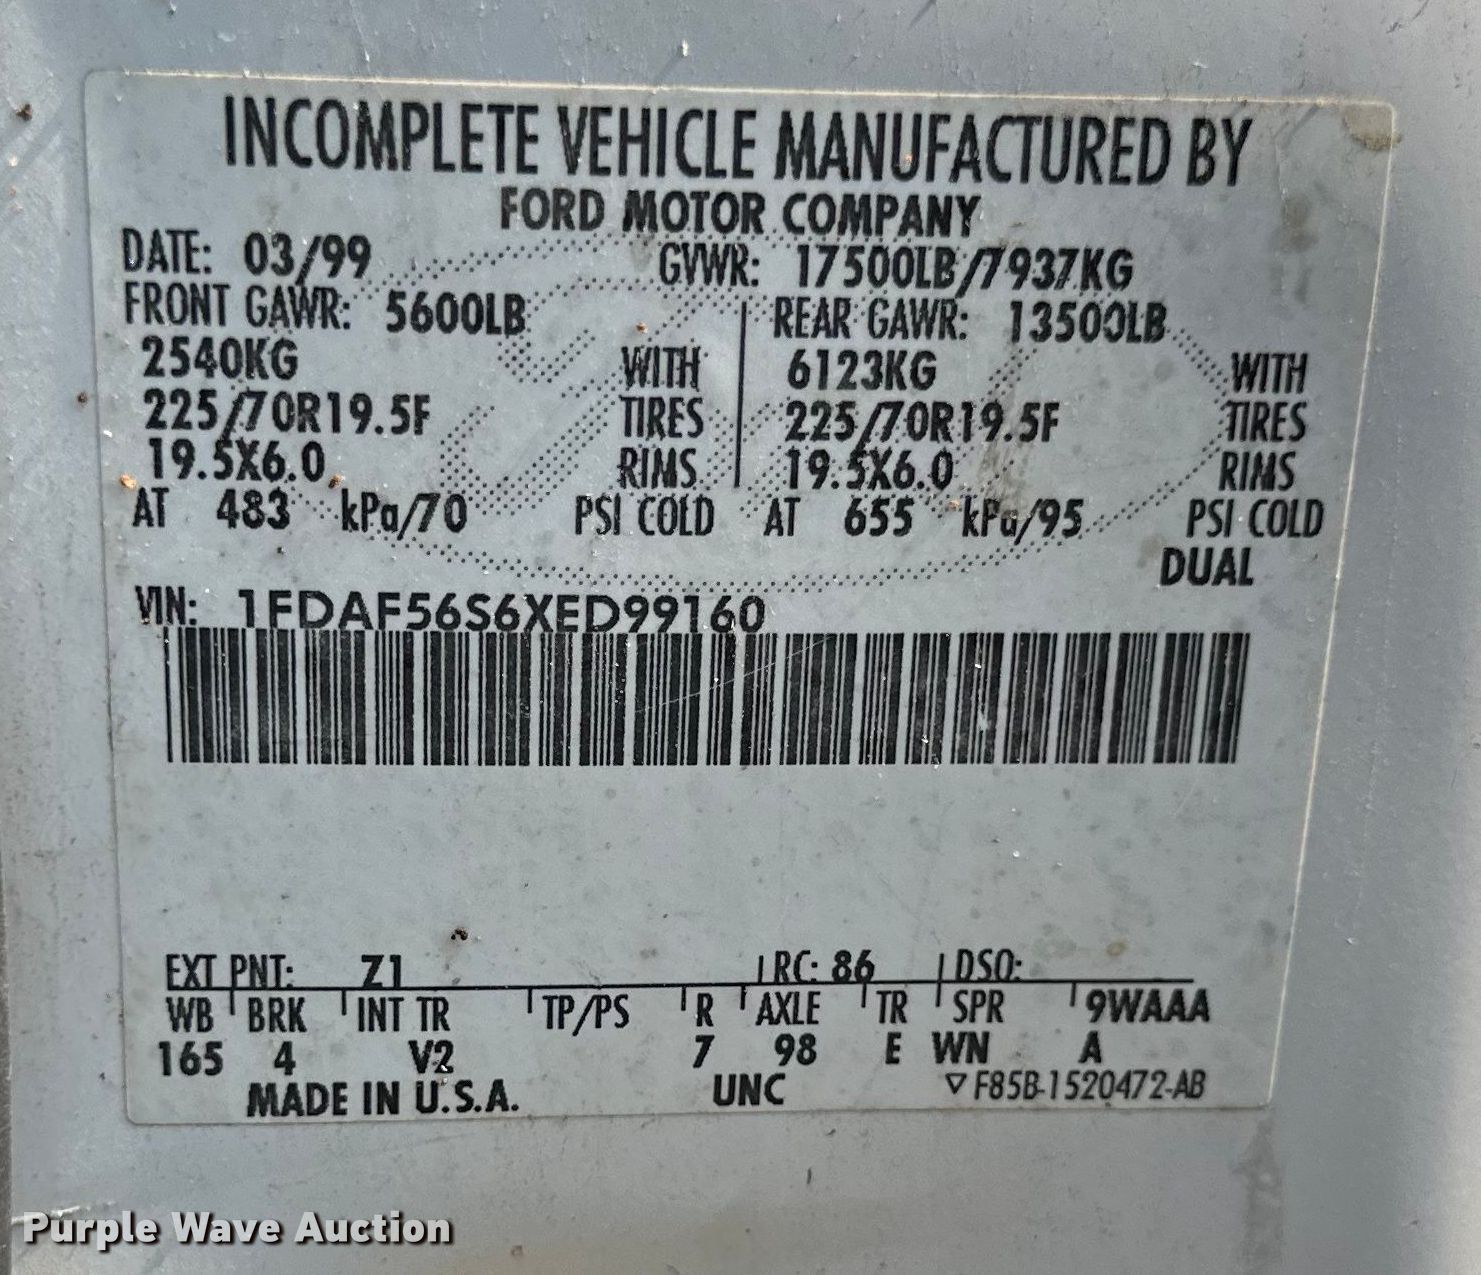 INCOMPLETE VEHICLE MANUFACTURED BY
FORD MOTOR COMPANY
DATE: 03/99 GVWR: 17500LB/7937KG
FRONT GAWR: 5600LB REAR GAWR: 13500LB
2540KG WITH 6123KG WITH
225/70R19.5F TIRES 225/70R19.5F TIRES
19.5X6.0 RIMS 19.5X6.0 RIMS
AT 483 kPa/70 PSI COLD AT 655 kPa/95 PSI COLD
DUAL
VIN: 1FDAF56S6XED99160
EXT PNT: Z1 RC: 86 DSO:
WB BRK INT TR TP/PS R AXLE TR SPR 9WAAA
165 4 V2 7 98 E WN A
MADE IN U.S.A. UNC ▽ F85B-1520472-AB
Purple Wave Auction